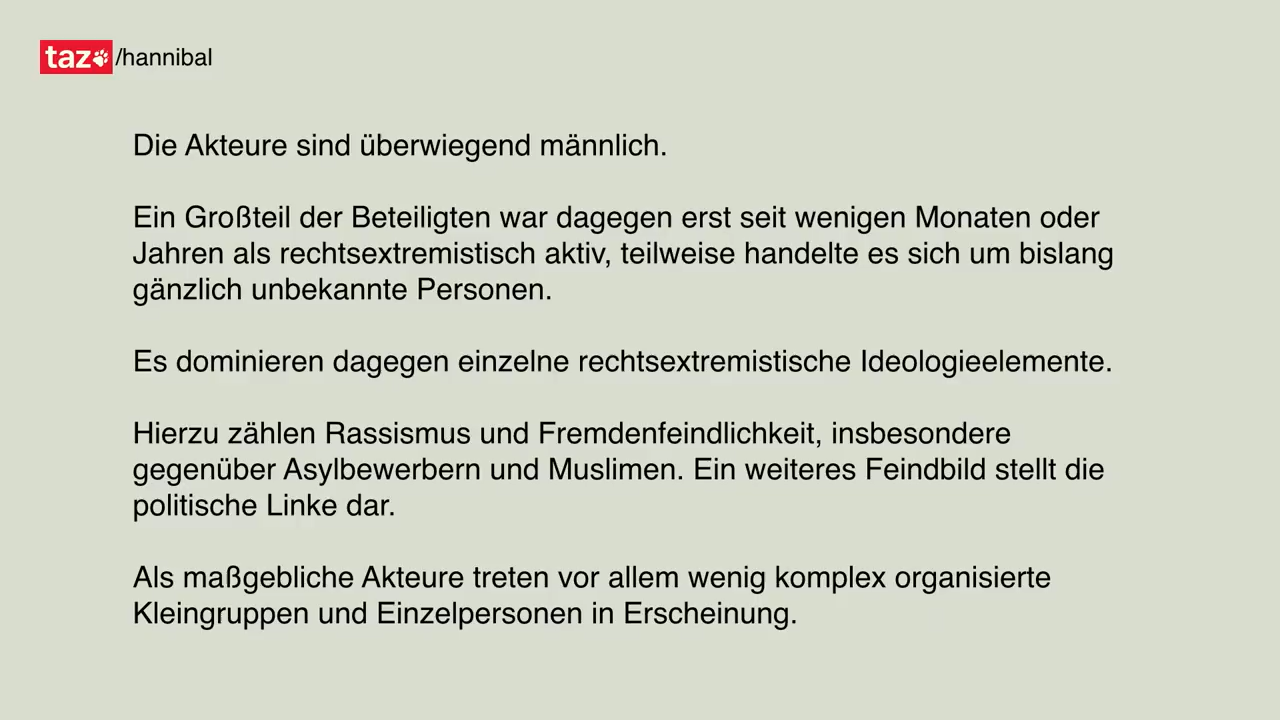 taz /hannibal
Die Akteure sind überwiegend männlich.
Ein Großteil der Beteiligten war dagegen erst seit wenigen Monaten oder
Jahren als rechtsextremistisch aktiv, teilweise handelte es sich um bislang
gänzlich unbekannte Personen.
Es dominieren dagegen einzelne rechtsextremistische Ideologieelemente.
Hierzu zählen Rassismus und Fremdenfeindlichkeit, insbesondere
gegenüber Asylbewerbern und Muslimen. Ein weiteres Feindbild stellt die
politische Linke dar.
Als maßgebliche Akteure treten vor allem wenig komplex organisierte
Kleingruppen und Einzelpersonen in Erscheinung.